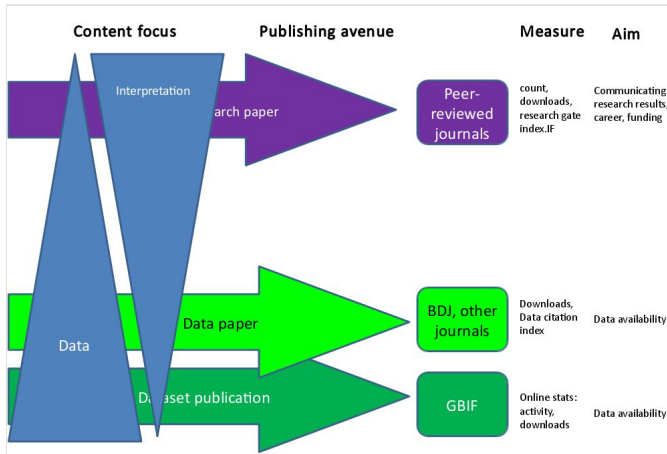 Content focus
Publishing avenue
Measure
Aim
Interpretation
arch paper
Peer-
reviewed
journals
count,
downloads,
research gate
index.IF
Communicating
research results,
career, funding
Data paper
BDJ, other
journals
Downloads,
Data citation
index
Data availability
Data
Dataset publication
GBIF
Online stats:
activity,
downloads
Data availability